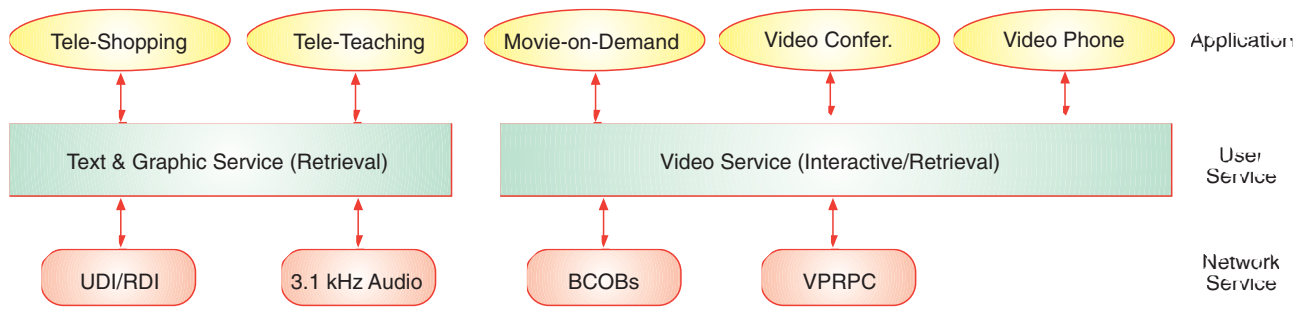 Tele-Shopping
Tele-Teaching
Movie-on-Demand
Video Confer.
Video Phone
Application
Text & Graphic Service (Retrieval)
Video Service (Interactive/Retrieval)
User
Service
UDI/RDI
3.1 kHz Audio
BCOBs
VPRPC
Network
Service